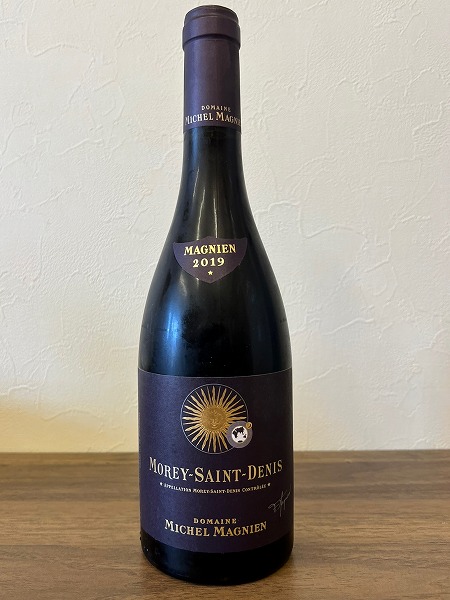 DOMAINE
MICHEL MAGNIEN
MAGNIEN
2019
MOREY-SAINT-DENIS
APPELLATION MOREY-SAINT-DENIS CONTRÔLÉE
DOMAINE
MICHEL MAGNIEN